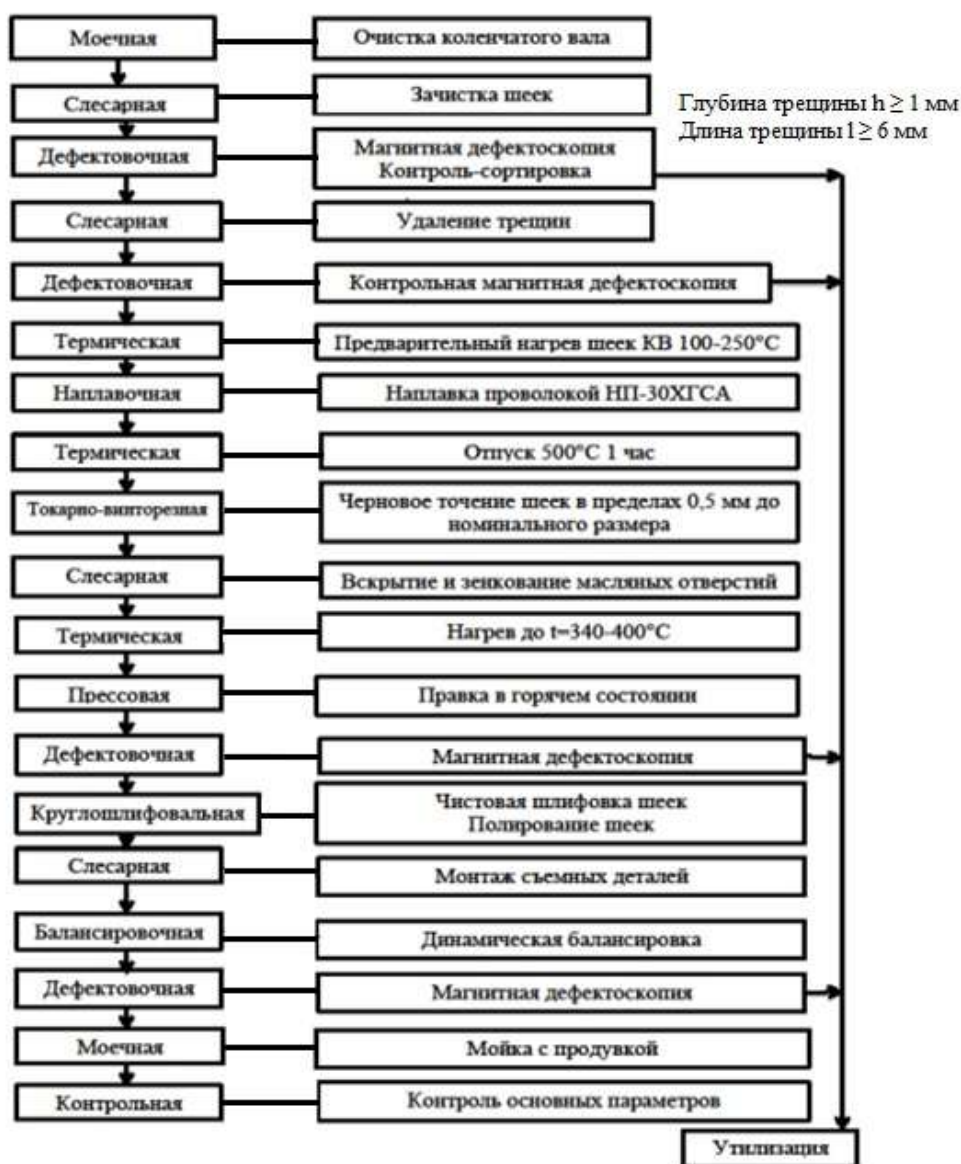 Моечная
Очистка коленчатого вала
Слесарная
Зачистка шеек
Глубина трещины h ≥ 1 мм
Длина трещины l ≥ 6 мм
Дефектовочная
Магнитная дефектоскопия
Контроль-сортировка
Слесарная
Удаление трещин
Дефектовочная
Контрольная магнитная дефектоскопия
Термическая
Предварительный нагрев шеек КВ 100-250°С
Наплавочная
Наплавка проволокой НП-30ХГСА
Термическая
Отпуск 500°С 1 час
Токарно-винторезная
Черновое точение шеек в пределах 0,5 мм до
номинального размера
Слесарная
Вскрытие и зенкование масляных отверстий
Термическая
Нагрев до t=340-400°С
Прессовая
Правка в горячем состоянии
Дефектовочная
Магнитная дефектоскопия
Круглошлифовальная
Чистовая шлифовка шеек
Полирование шеек
Слесарная
Монтаж съемных деталей
Балансировочная
Динамическая балансировка
Дефектовочная
Магнитная дефектоскопия
Моечная
Мойка с продувкой
Контрольная
Контроль основных параметров
Утилизация